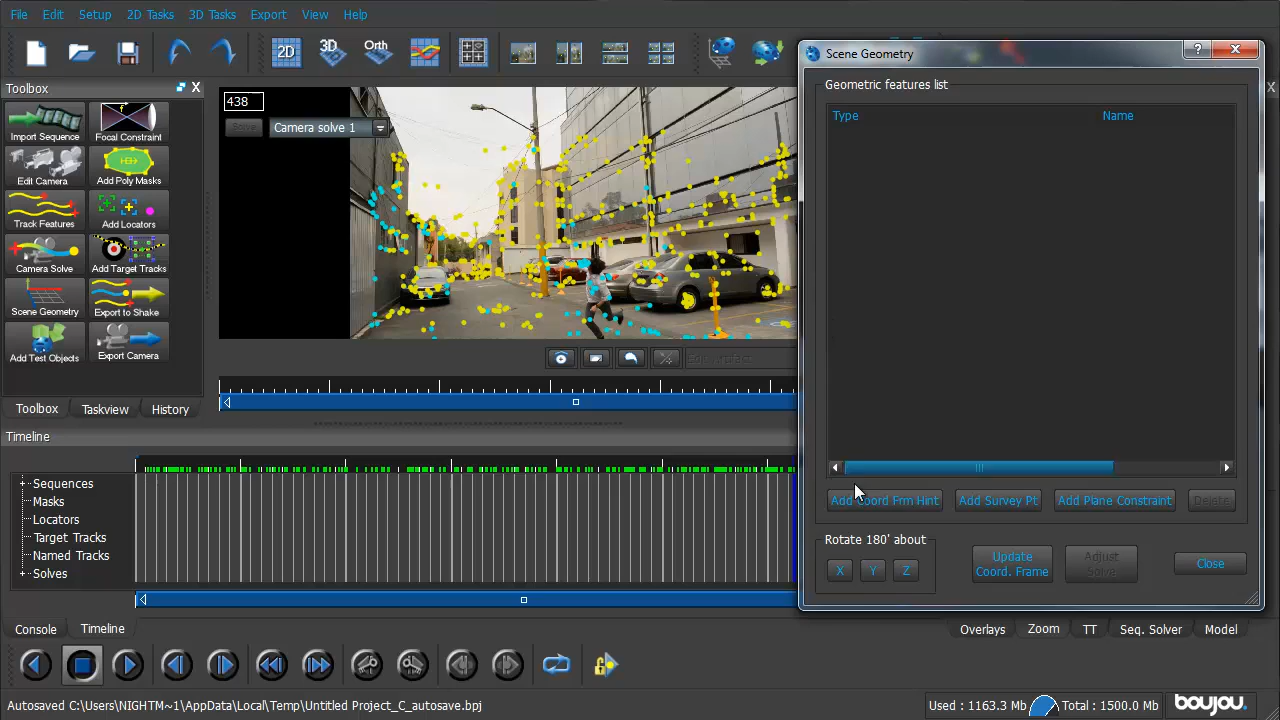 File Edit Setup 2D Tasks 3D Tasks Export View Help
2D 3D Orth
Toolbox
Import Sequence
Focal Constraint
Edit Camera
Add Poly Masks
Track Features
Add Locators
Camera Solve
Add Target Tracks
Scene Geometry
Export to Shake
Add Test Objects
Export Camera
Toolbox Taskview History
438
Camera solve 1
Scene Geometry
Geometric features list
Type Name
Add Coord Frm Hint Add Survey Pt Add Plane Constraint Delete
Rotate 180' about
X Y Z
Update
Coord. Frame
Adjust
Solve
Close
Timeline
Sequences
Masks
Locators
Target Tracks
Named Tracks
Solves
Console Timeline
Overlays Zoom TT Seq. Solver Model
Autosaved C:\Users\NIGHTM~1\AppData\Local\Temp\Untitled Project_C_autosave.bpj
Used : 1163.3 Mb Total : 1500.0 Mb
boujou.